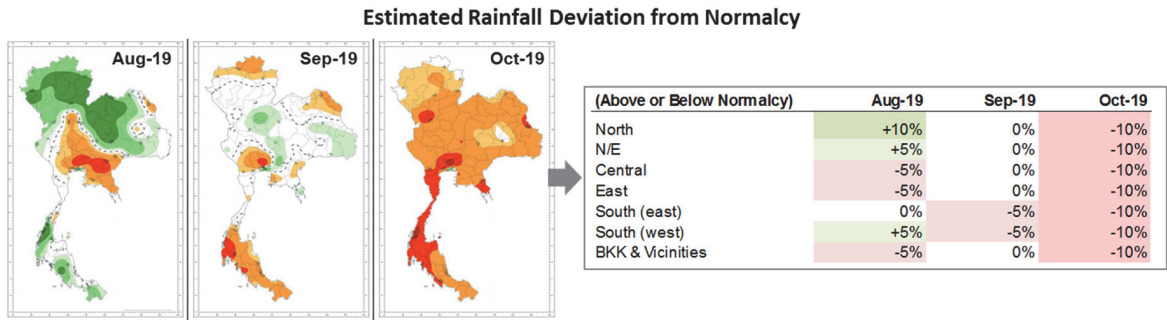 Estimated Rainfall Deviation from Normalcy
Aug-19
Sep-19
Oct-19
(Above or Below Normalcy) Aug-19 Sep-19 Oct-19
North +10% 0% -10%
N/E +5% 0% -10%
Central -5% 0% -10%
East -5% 0% -10%
South (east) 0% -5% -10%
South (west) +5% -5% -10%
BKK & Vicinities -5% 0% -10%